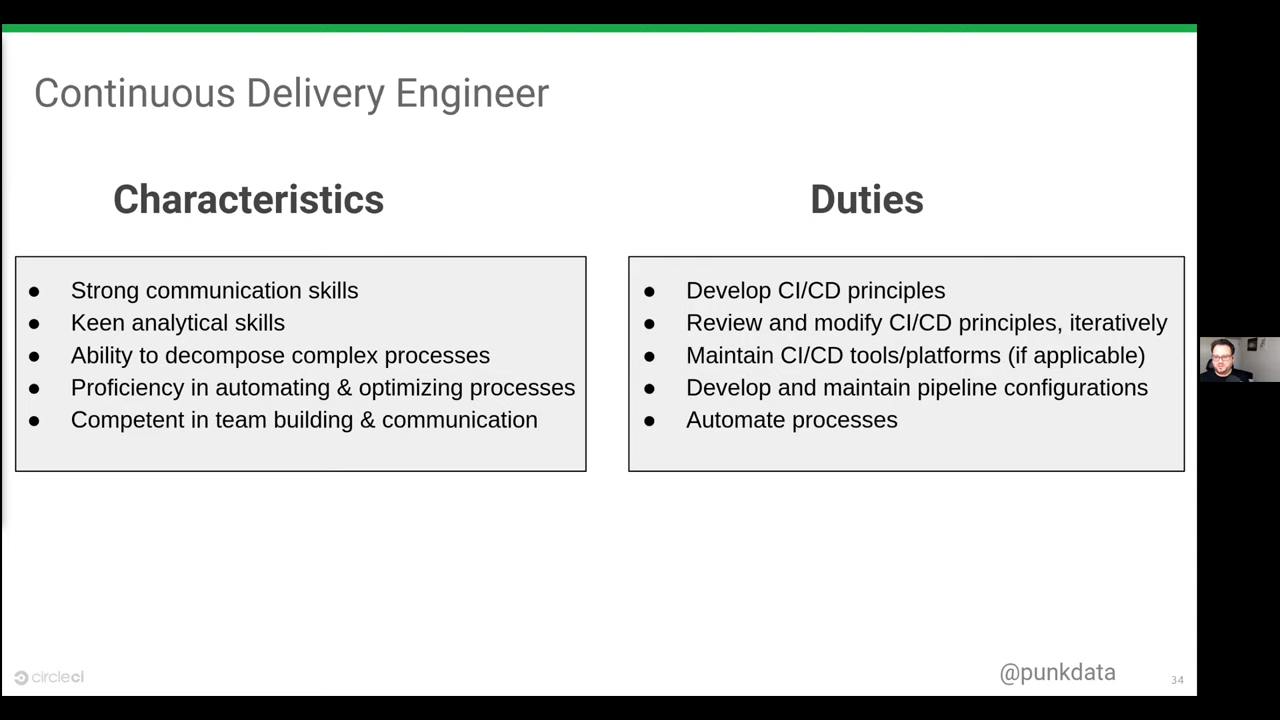 Continuous Delivery Engineer
Characteristics
● Strong communication skills
● Keen analytical skills
● Ability to decompose complex processes
● Proficiency in automating & optimizing processes
● Competent in team building & communication
Duties
● Develop CI/CD principles
● Review and modify CI/CD principles, iteratively
● Maintain CI/CD tools/platforms (if applicable)
● Develop and maintain pipeline configurations
● Automate processes
circleci
@punkdata
34